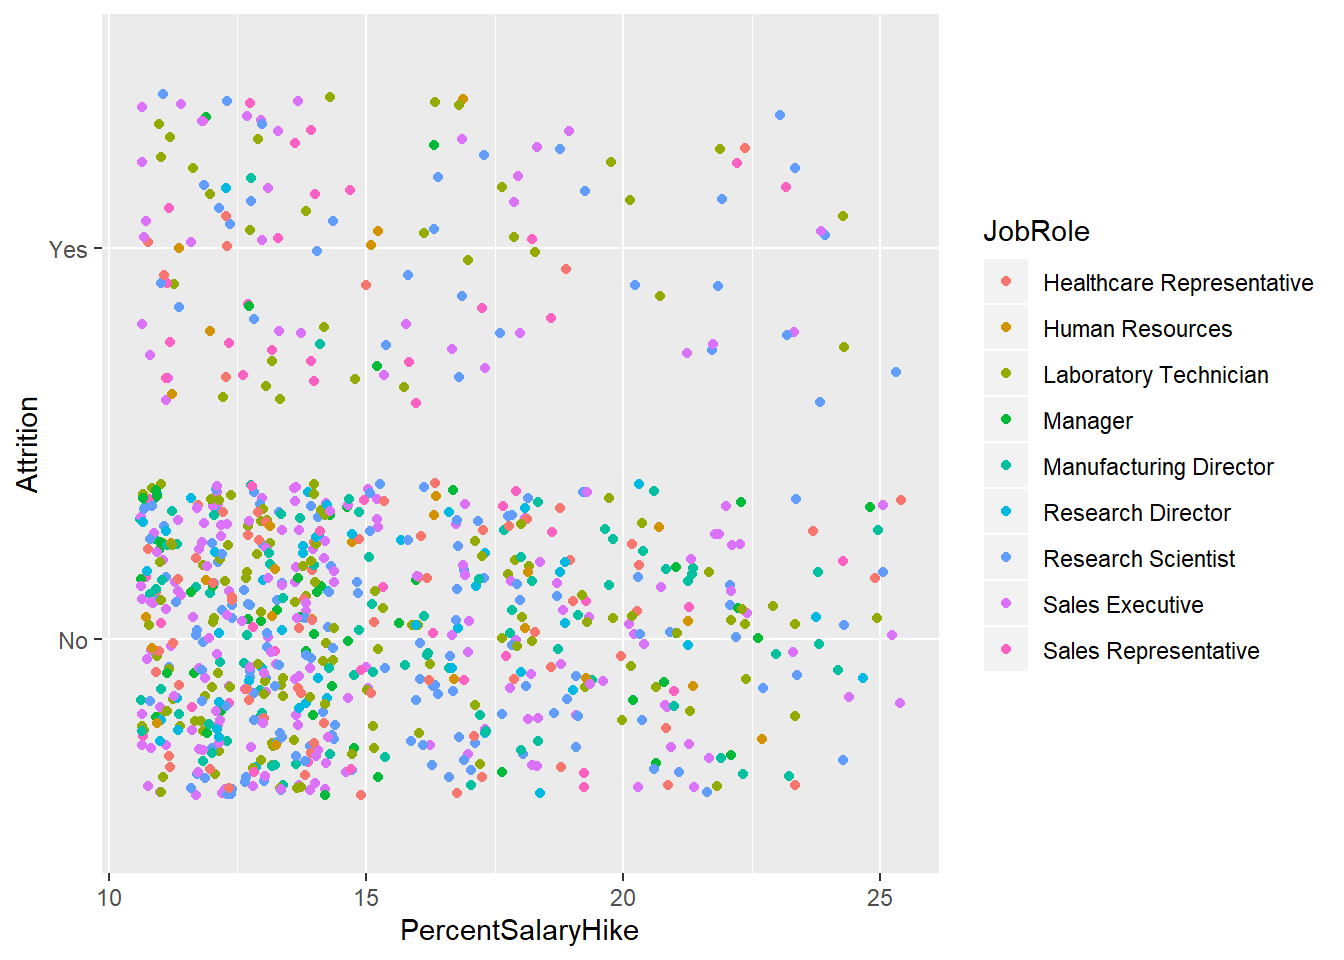 Attrition
Yes
No
10
15
20
25
PercentSalaryHike
JobRole
Healthcare Representative
Human Resources
Laboratory Technician
Manager
Manufacturing Director
Research Director
Research Scientist
Sales Executive
Sales Representative